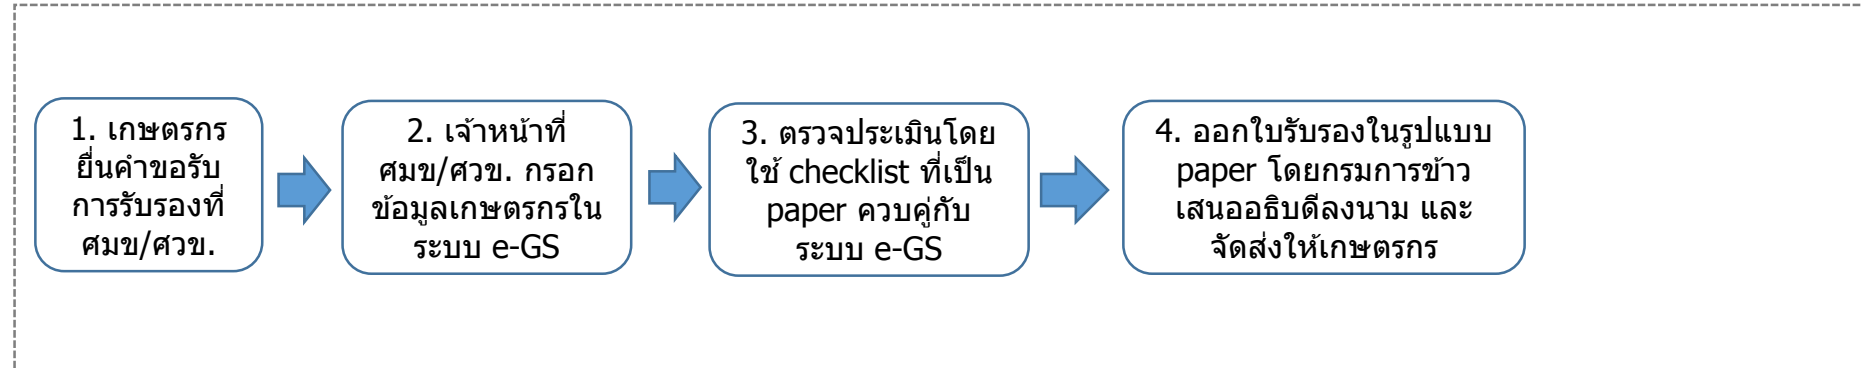 1. เกษตรกร
ยื่นคำขอรับ
การรับรองที่
ศมข/ศวข.
2. เจ้าหน้าที่
ศมข/ศวข. กรอก
ข้อมูลเกษตรกรใน
ระบบ e-GS
3. ตรวจประเมินโดย
ใช้ checklist ที่เป็น
paper ควบคู่กับ
ระบบ e-GS
4. ออกใบรับรองในรูปแบบ
paper โดยกรมการข้าว
เสนออธิบดีลงนาม และ
จัดส่งให้เกษตรกร